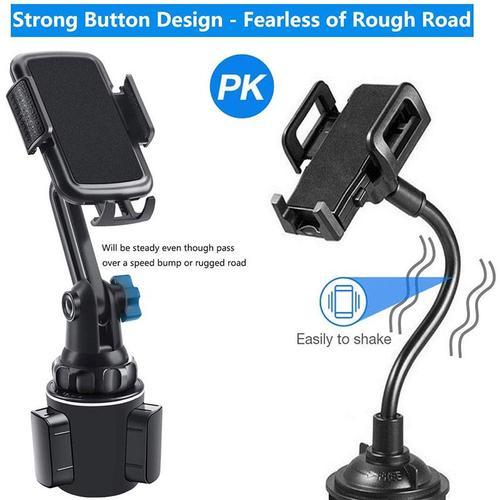 Strong Button Design - Fearless of Rough Road
PK
Will be steady even though pass
over a speed bump or rugged road
Easily to shake